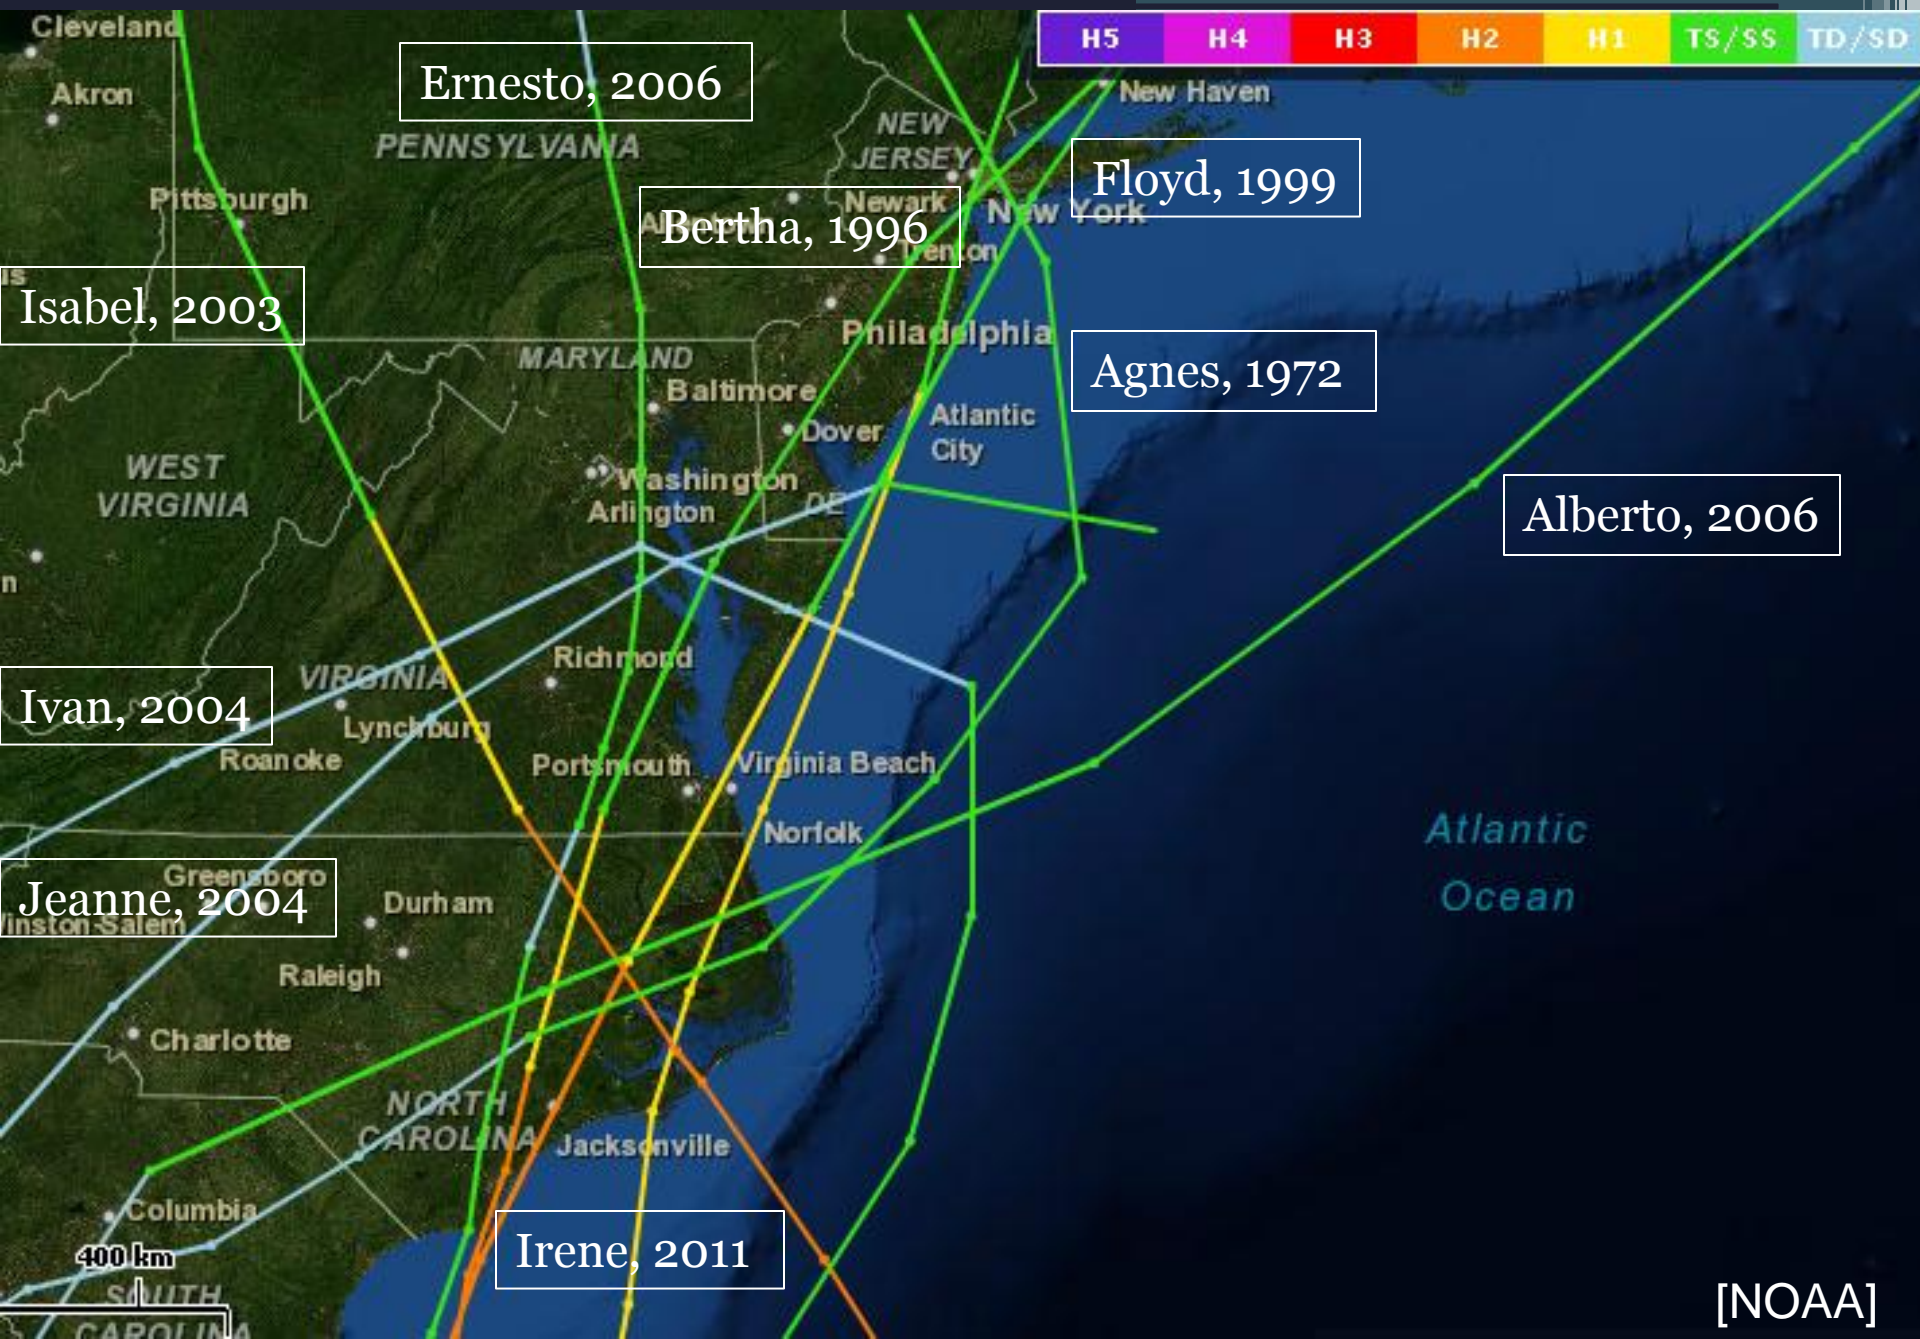 H5 H4 H3 H2 H1 TS/SS TD/SD
Cleveland
Akron
Ernesto, 2006
New Haven
PENNSYLVANIA
NEW
JERSEY
Floyd, 1999
Pittsburgh
Newark
New York
Bertha, 1996
Trenton
Isabel, 2003
Philadelphia
MARYLAND
Agnes, 1972
Baltimore
Atlantic
City
Dover
WEST
VIRGINIA
Washington
DE
Arlington
Alberto, 2006
Richmond
VIRGINIA
Ivan, 2004
Lynchburg
Roanoke
Portsmouth
Virginia Beach
Norfolk
Atlantic
Ocean
Greensboro
Jeanne, 2004
Durham
Raleigh
Charlotte
NORTH
CAROLINA
Jacksonville
Columbia
400 km
Irene, 2011
SOUTH
CAROLINA
[NOAA]